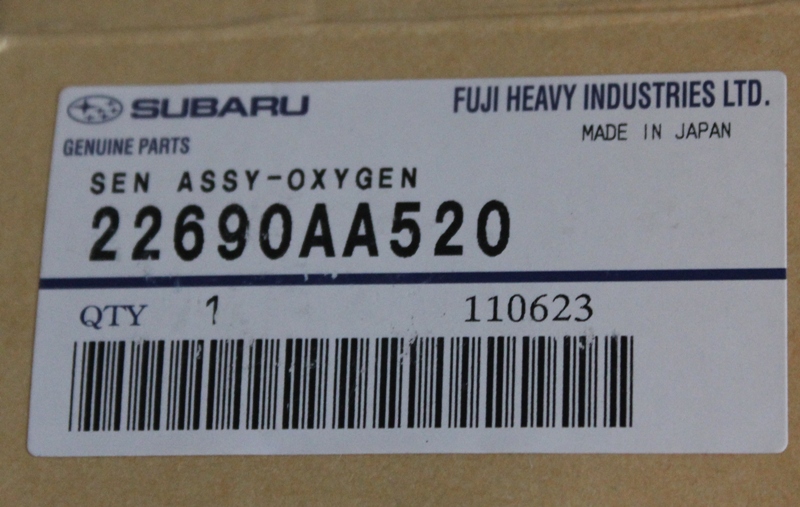 SUBARU
FUJI HEAVY INDUSTRIES LTD.
GENUINE PARTS
MADE IN JAPAN
SEN ASSY-OXYGEN
22690AA520
QTY 1 110623